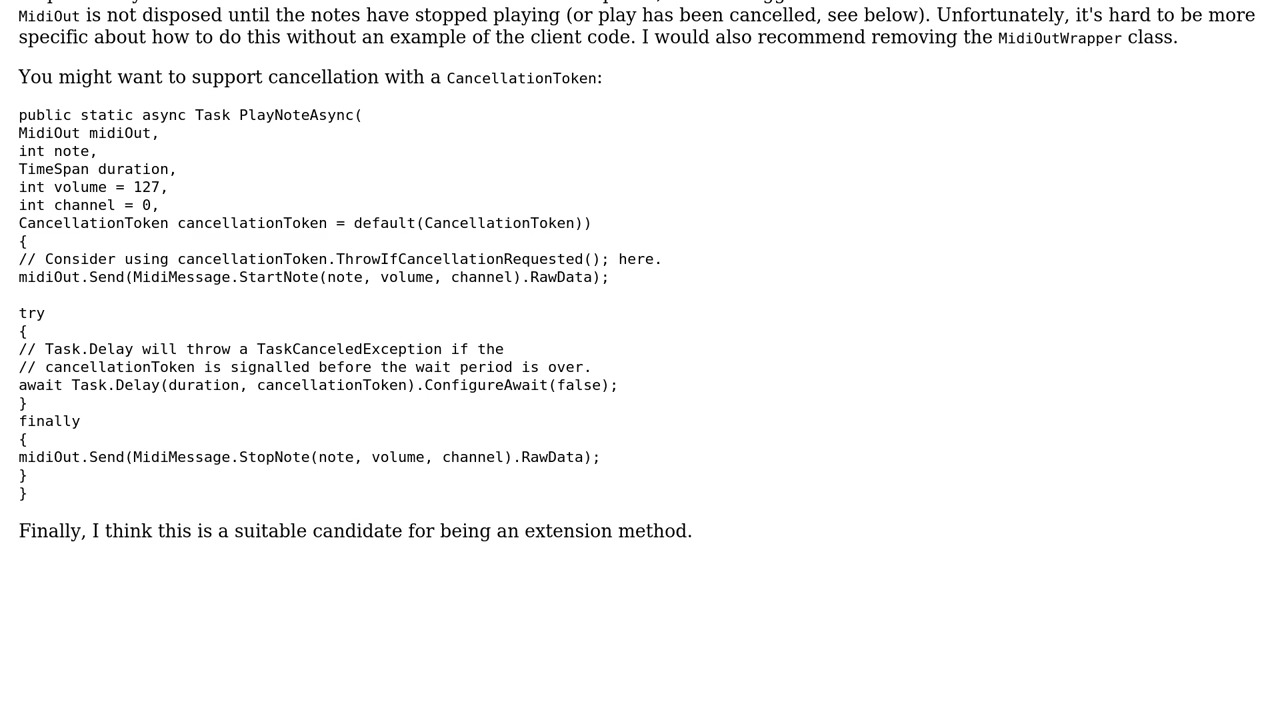 MidiOut is not disposed until the notes have stopped playing (or play has been cancelled, see below). Unfortunately, it's hard to be more
specific about how to do this without an example of the client code. I would also recommend removing the MidiOutWrapper class.
You might want to support cancellation with a CancellationToken:
public static async Task PlayNoteAsync(
MidiOut midiOut,
int note,
TimeSpan duration,
int volume = 127,
int channel = 0,
CancellationToken cancellationToken = default(CancellationToken))
{
// Consider using cancellationToken.ThrowIfCancellationRequested(); here.
midiOut.Send(MidiMessage.StartNote(note, volume, channel).RawData);
try
{
// Task.Delay will throw a TaskCanceledException if the
// cancellationToken is signalled before the wait period is over.
await Task.Delay(duration, cancellationToken).ConfigureAwait(false);
}
finally
{
midiOut.Send(MidiMessage.StopNote(note, volume, channel).RawData);
}
}
Finally, I think this is a suitable candidate for being an extension method.